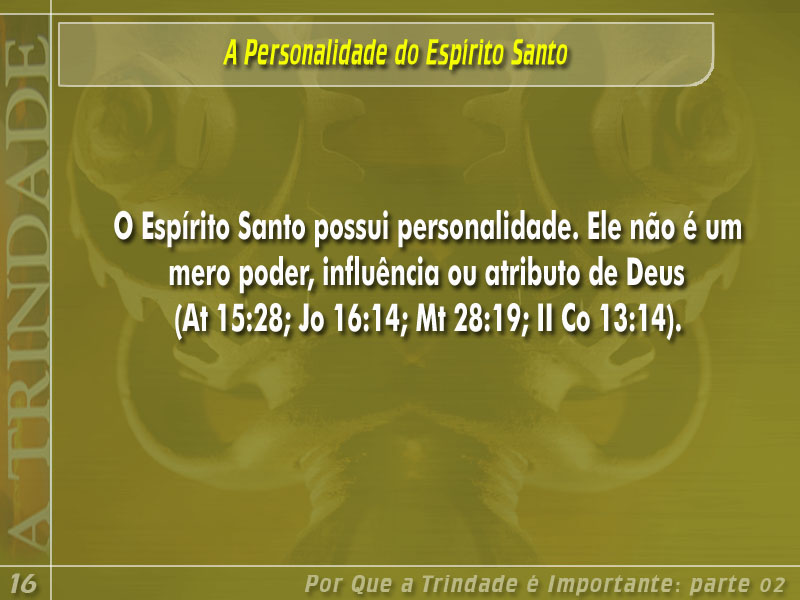 A Personalidade do Espírito Santo
A TRINDADE
O Espírito Santo possui personalidade. Ele não é um
mero poder, influência ou atributo de Deus
(At 15:28; Jo 16:14; Mt 28:19; II Co 13:14).
16
Por Que a Trindade é Importante: parte 02